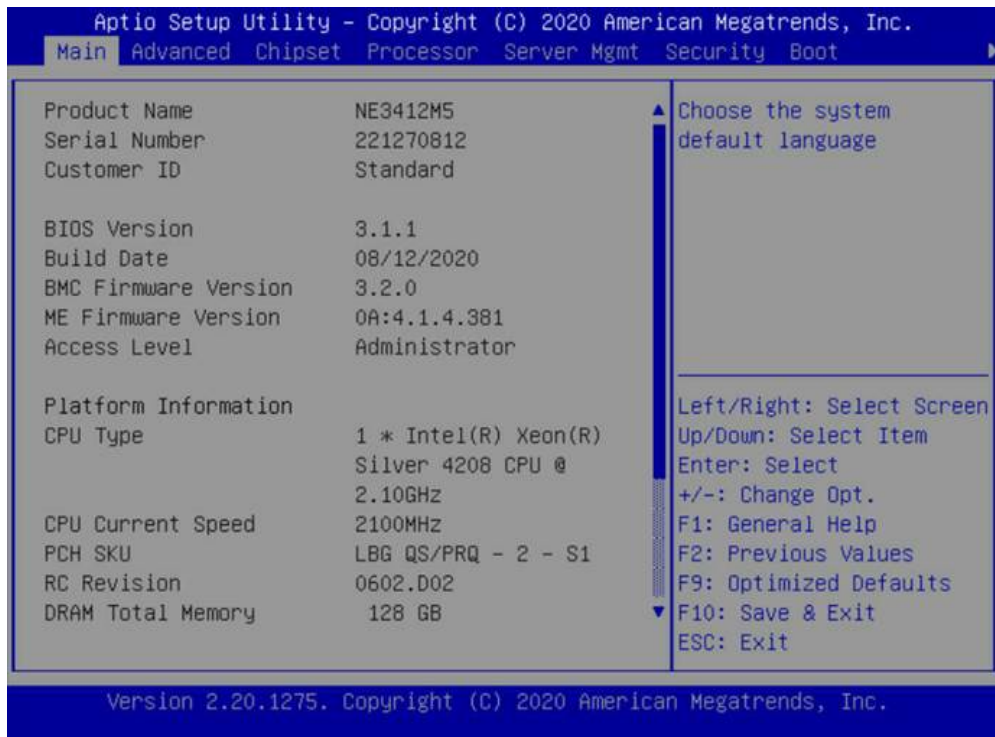 Aptio Setup Utility – Copyright (C) 2020 American Megatrends, Inc.
Main Advanced Chipset Processor Server Mgmt Security Boot
Product Name NE3412M5
Serial Number 221270812
Customer ID Standard
BIOS Version 3.1.1
Build Date 08/12/2020
BMC Firmware Version 3.2.0
ME Firmware Version 0A:4.1.4.381
Access Level Administrator
Platform Information
CPU Type 1 * Intel(R) Xeon(R)
Silver 4208 CPU @
2.10GHz
CPU Current Speed 2100MHz
PCH SKU LBG QS/PRQ - 2 - S1
RC Revision 0602.D02
DRAM Total Memory 128 GB
Choose the system
default language
Left/Right: Select Screen
Up/Down: Select Item
Enter: Select
+/-: Change Opt.
F1: General Help
F2: Previous Values
F9: Optimized Defaults
F10: Save & Exit
ESC: Exit
Version 2.20.1275. Copyright (C) 2020 American Megatrends, Inc.